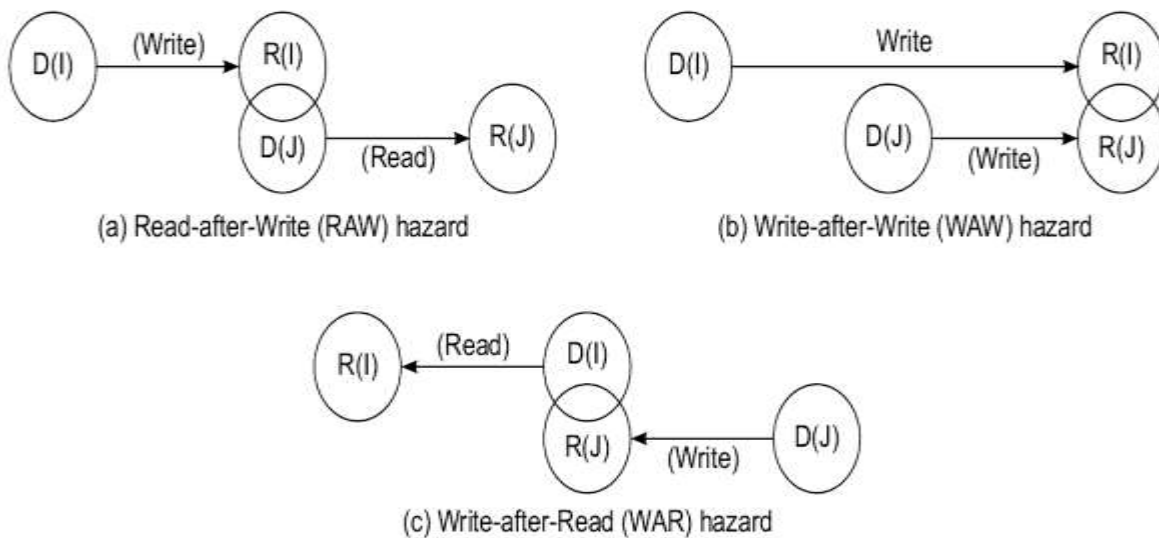 (Write)
D(I)
R(I)
D(J)
(Read)
R(J)
(a) Read-after-Write (RAW) hazard
Write
D(I)
R(I)
D(J)
(Write)
R(J)
(b) Write-after-Write (WAW) hazard
R(I)
(Read)
D(I)
R(J)
(Write)
D(J)
(c) Write-after-Read (WAR) hazard